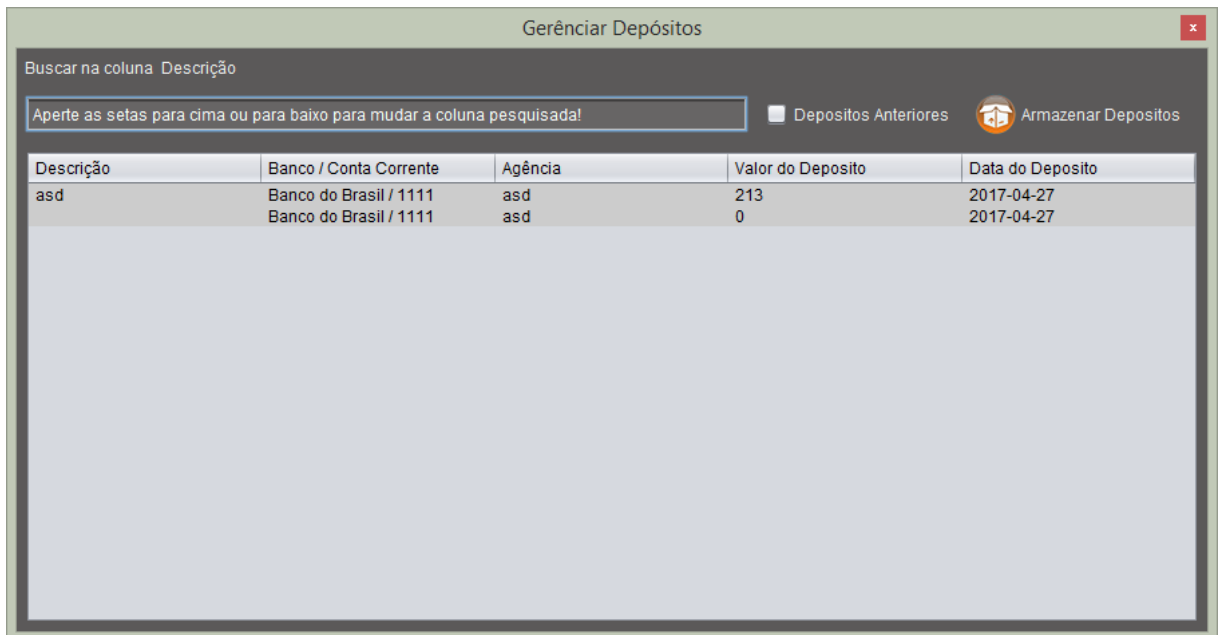 Gerênciar Depósitos
x
Buscar na coluna Descrição
Aperte as setas para cima ou para baixo para mudar a coluna pesquisada! Depositos Anteriores Armazenar Depositos
Descrição Banco / Conta Corrente Agência Valor do Deposito Data do Deposito
asd Banco do Brasil / 1111 asd 213 2017-04-27
Banco do Brasil / 1111 asd 0 2017-04-27